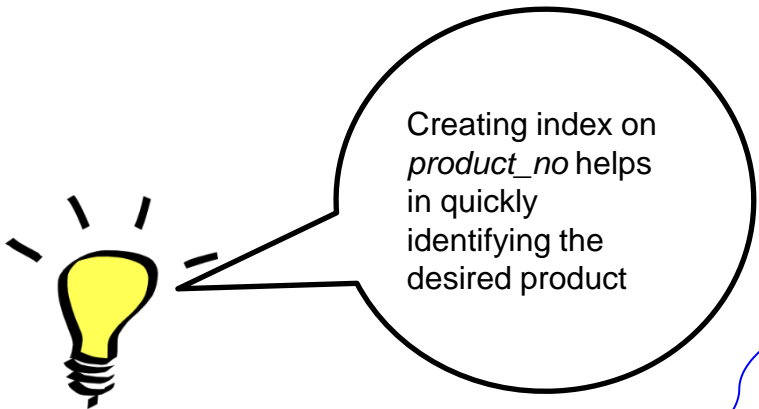 Creating index on
product_no helps
in quickly
identifying the
desired product